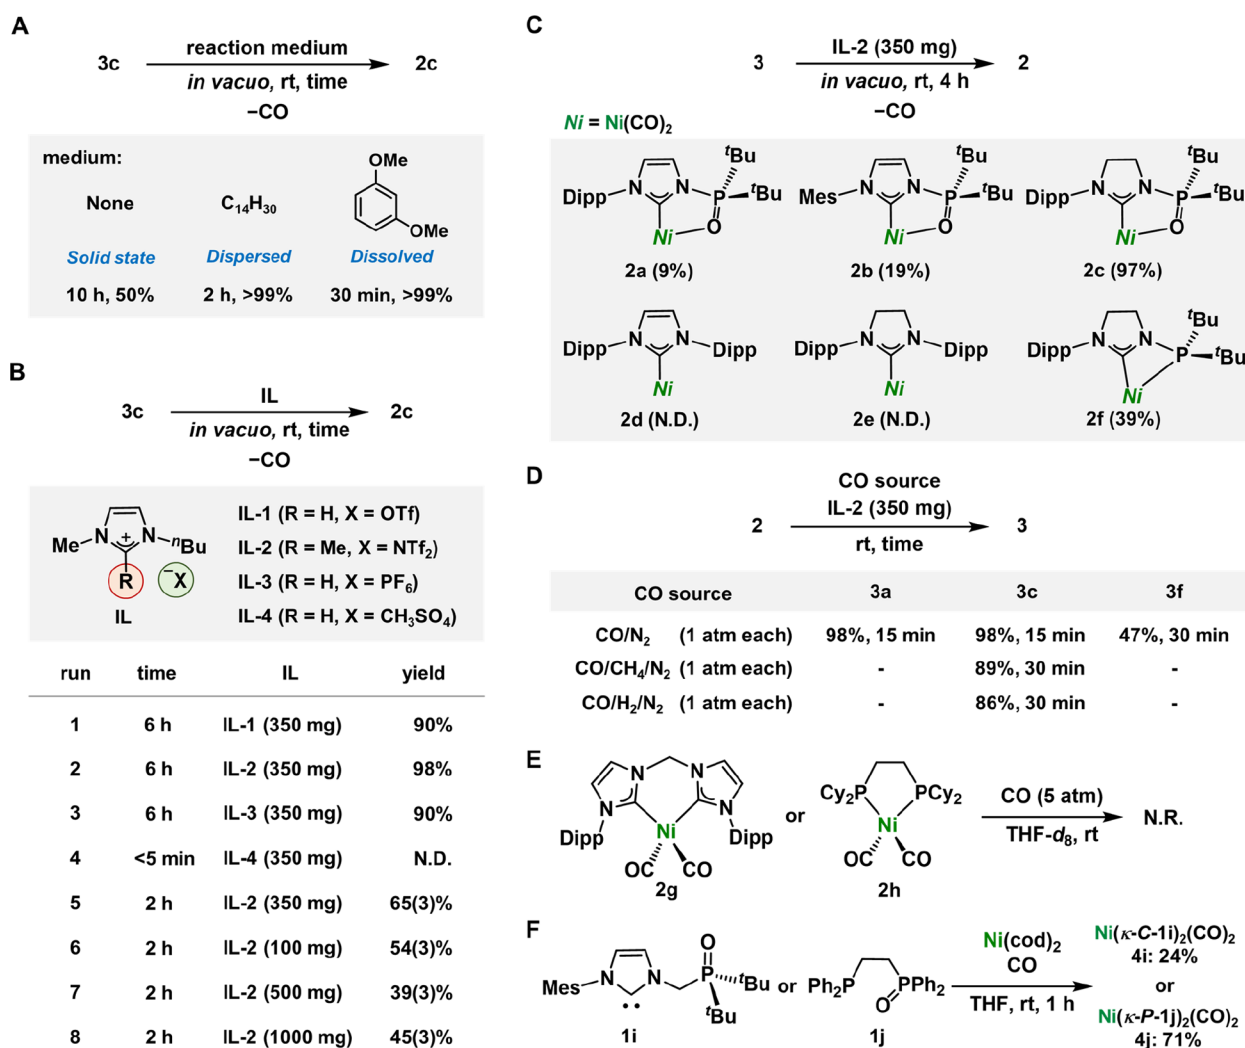 A
3c
reaction medium
in vacuo, rt, time
−CO
2c
medium:
None
C14H30
OMe
OMe
Solid state
Dispersed
Dissolved
10 h, 50%
2 h, >99%
30 min, >99%
B
3c
IL
in vacuo, rt, time
−CO
2c
Me
N
+
N
nBu
R
−X
IL
IL-1 (R = H, X = OTf)
IL-2 (R = Me, X = NTf2)
IL-3 (R = H, X = PF6)
IL-4 (R = H, X = CH3SO4)
run time IL yield
1 6 h IL-1 (350 mg) 90%
2 6 h IL-2 (350 mg) 98%
3 6 h IL-3 (350 mg) 90%
4 <5 min IL-4 (350 mg) N.D.
5 2 h IL-2 (350 mg) 65(3)%
6 2 h IL-2 (100 mg) 54(3)%
7 2 h IL-2 (500 mg) 39(3)%
8 2 h IL-2 (1000 mg) 45(3)%
C
3
IL-2 (350 mg)
in vacuo, rt, 4 h
−CO
2
Ni = Ni(CO)2
Dipp N N P tBu tBu O Ni
2a (9%)
Mes N N P tBu tBu O Ni
2b (19%)
Dipp N N P tBu tBu O Ni
2c (97%)
Dipp N N Dipp Ni
2d (N.D.)
Dipp N N Dipp Ni
2e (N.D.)
Dipp N N P tBu tBu Ni
2f (39%)
D
2
CO source
IL-2 (350 mg)
rt, time
3
CO source 3a 3c 3f
CO/N2 (1 atm each) 98%, 15 min 98%, 15 min 47%, 30 min
CO/CH4/N2 (1 atm each) - 89%, 30 min -
CO/H2/N2 (1 atm each) - 86%, 30 min -
E
N N N N
Dipp Ni Dipp
OC CO
2g
or
Cy2P PCy2
Ni
OC CO
2h
CO (5 atm)
THF-d8, rt
N.R.
F
Mes N N P O tBu tBu
1i
or
Ph2P O PPh2
1j
Ni(cod)2
CO
THF, rt, 1 h
Ni(κ-C-1i)2(CO)2
4i: 24%
or
Ni(κ-P-1j)2(CO)2
4j: 71%